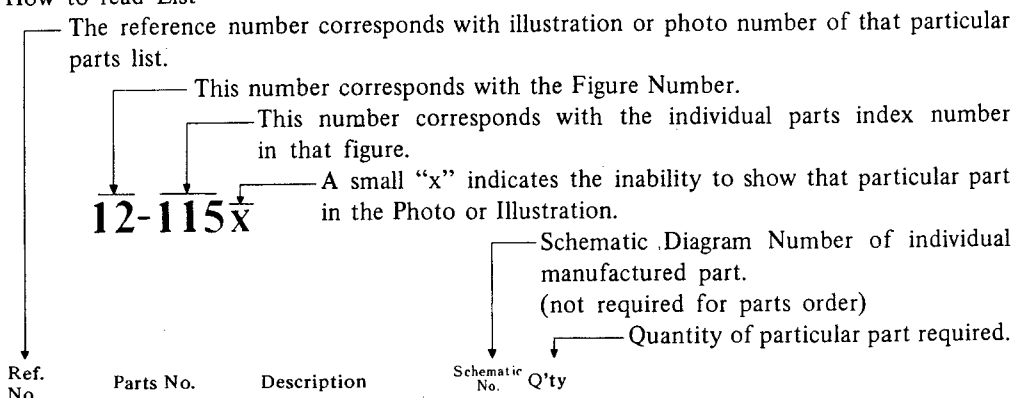 How to read List
The reference number corresponds with illustration or photo number of that particular
parts list.
This number corresponds with the Figure Number.
This number corresponds with the individual parts index number
in that figure.
A small “x” indicates the inability to show that particular part
in the Photo or Illustration.
12-115x
Schematic Diagram Number of individual
manufactured part.
(not required for parts order)
Quantity of particular part required.
Ref. No. Parts No. Description Schematic No. Q'ty